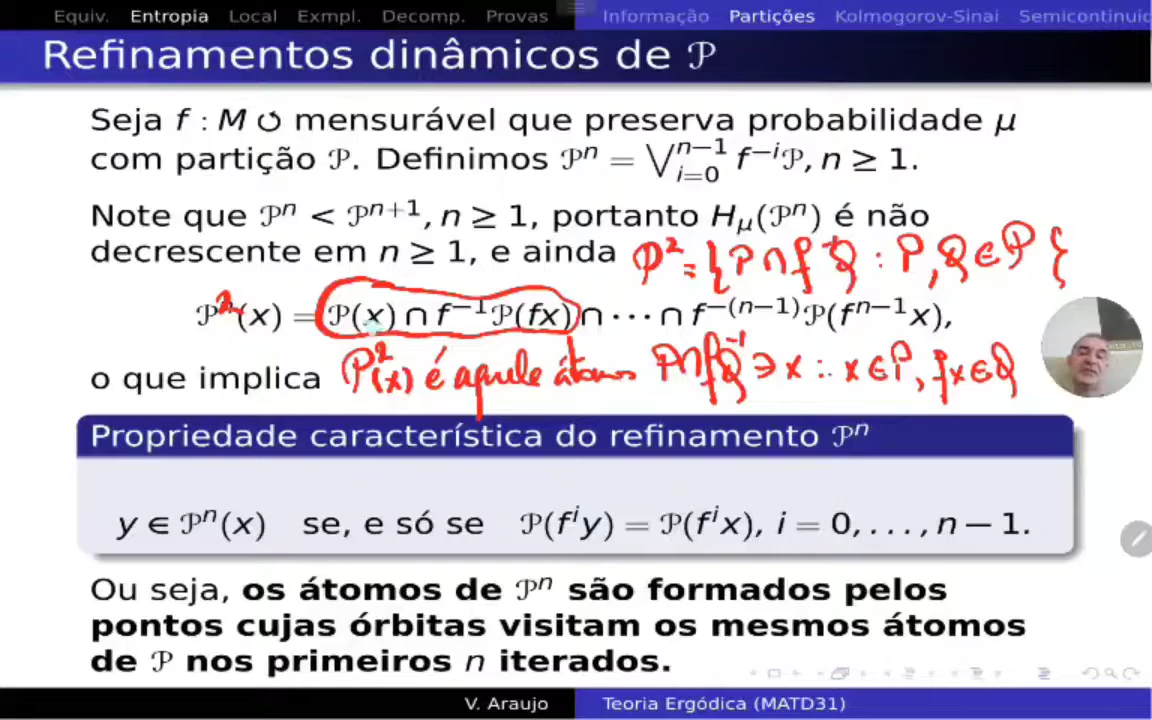 Equiv. Entropia Local Exmpl. Decomp. Provas Informação Partições Kolmogorov-Sinai Semicontinuid
Refinamentos dinâmicos de 𝒫
Seja f : M ↺ mensurável que preserva probabilidade μ
com partição 𝒫. Definimos 𝒫ⁿ = ⋁ⁿ⁻¹ᵢ₌₀ f⁻ⁱ𝒫, n ≥ 1.
Note que 𝒫ⁿ < 𝒫ⁿ⁺¹, n ≥ 1, portanto Hμ(𝒫ⁿ) é não
decrescente em n ≥ 1, e ainda
𝒫² = {P ∩ f⁻¹Q : P, Q ∈ 𝒫}
𝒫ⁿ(x) = 𝒫(x) ∩ f⁻¹𝒫(fx) ∩ ⋯ ∩ f⁻⁽ⁿ⁻¹⁾𝒫(fⁿ⁻¹x),
2
o que implica
𝒫²(x) é aquele átomo P∩f⁻¹Q ∋ x ∴ x ∈ P, fx ∈ Q
Propriedade característica do refinamento 𝒫ⁿ
y ∈ 𝒫ⁿ(x) se, e só se 𝒫(fⁱy) = 𝒫(fⁱx), i = 0, . . . , n − 1.
Ou seja, os átomos de 𝒫ⁿ são formados pelos
pontos cujas órbitas visitam os mesmos átomos
de 𝒫 nos primeiros n iterados.
V. Araujo Teoria Ergódica (MATD31)